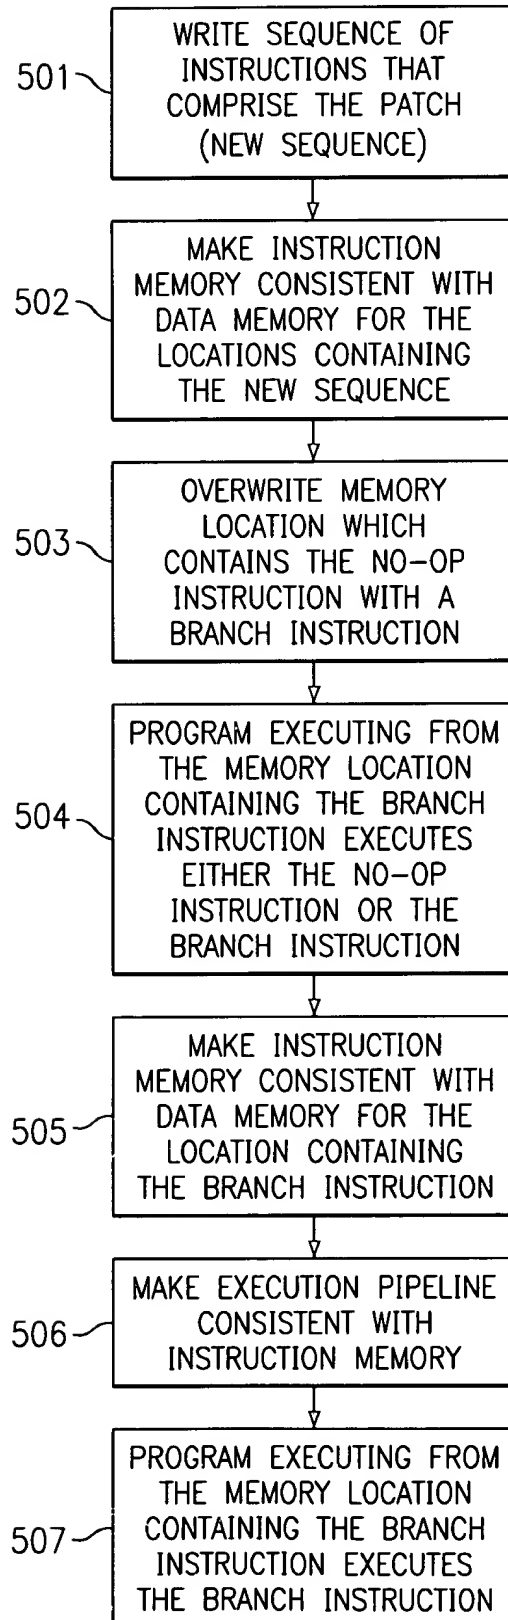 501
WRITE SEQUENCE OF
INSTRUCTIONS THAT
COMPRISE THE PATCH
(NEW SEQUENCE)
502
MAKE INSTRUCTION
MEMORY CONSISTENT WITH
DATA MEMORY FOR THE
LOCATIONS CONTAINING
THE NEW SEQUENCE
503
OVERWRITE MEMORY
LOCATION WHICH
CONTAINS THE NO-OP
INSTRUCTION WITH A
BRANCH INSTRUCTION
504
PROGRAM EXECUTING FROM
THE MEMORY LOCATION
CONTAINING THE BRANCH
INSTRUCTION EXECUTES
EITHER THE NO-OP
INSTRUCTION OR THE
BRANCH INSTRUCTION
505
MAKE INSTRUCTION
MEMORY CONSISTENT WITH
DATA MEMORY FOR THE
LOCATION CONTAINING
THE BRANCH INSTRUCTION
506
MAKE EXECUTION PIPELINE
CONSISTENT WITH
INSTRUCTION MEMORY
507
PROGRAM EXECUTING FROM
THE MEMORY LOCATION
CONTAINING THE BRANCH
INSTRUCTION EXECUTES
THE BRANCH INSTRUCTION